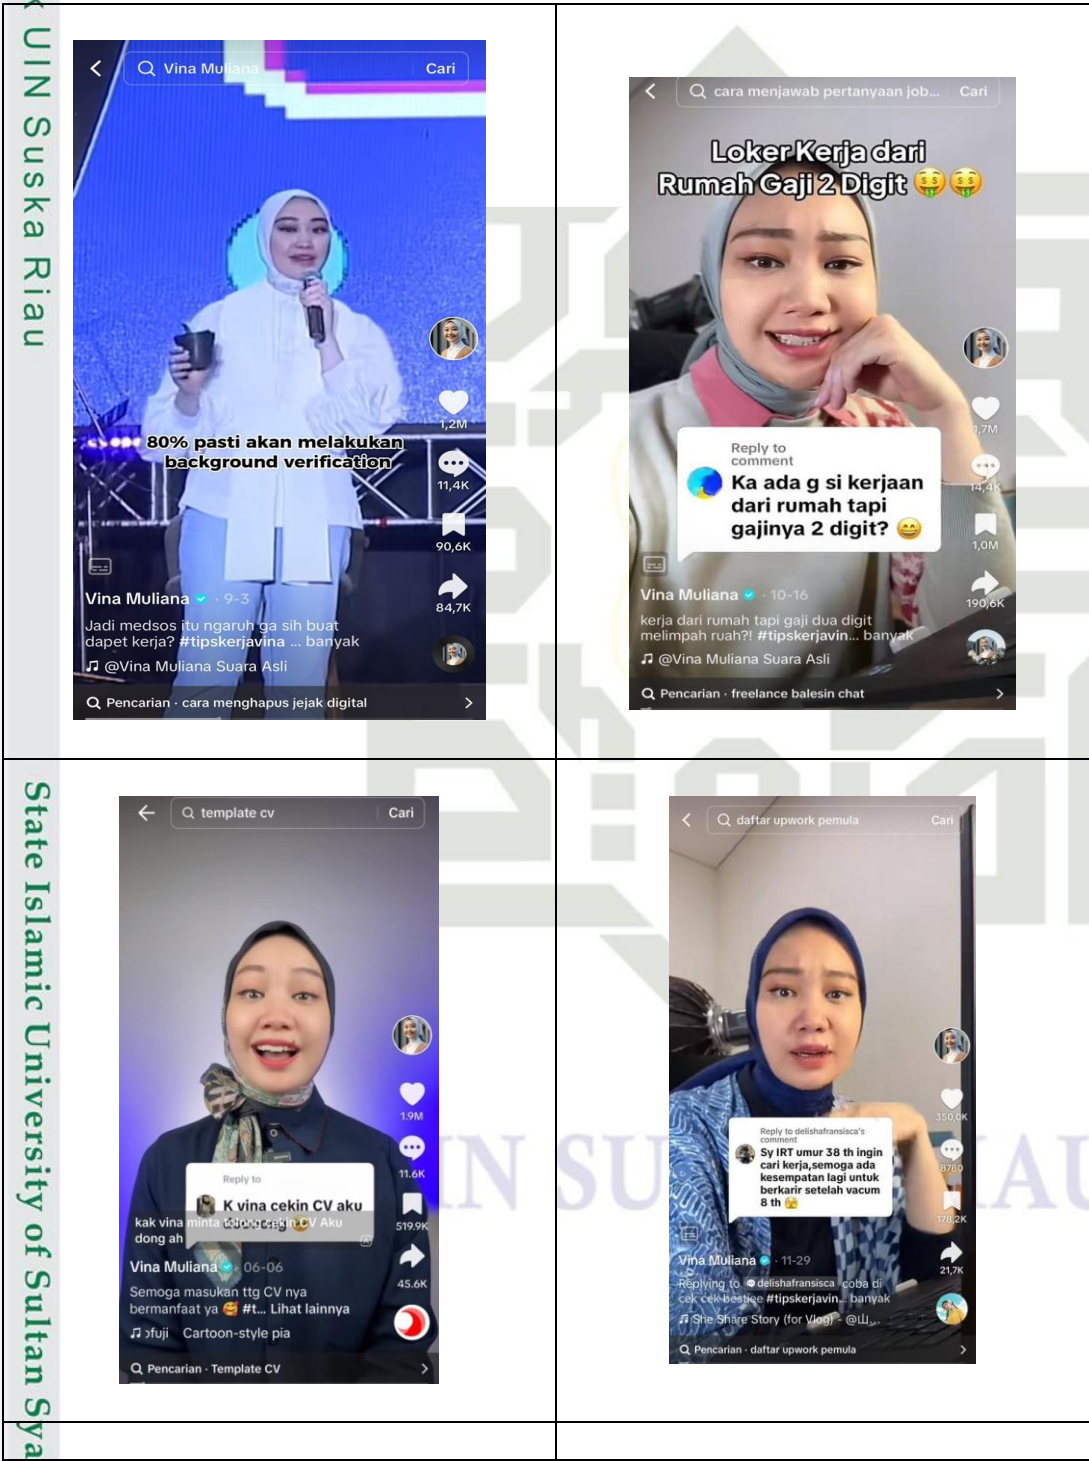 UIN Suska Riau
State Islamic University of Sultan Sya
Vina Muliana
Cari
80% pasti akan melakukan
background verification
1,2M
11,4K
90,6K
84,7K
Vina Muliana · 9-3
Jadi medsos itu ngaruh ga sih buat
dapet kerja? #tipskerjavina ... banyak
@Vina Muliana Suara Asli
Pencarian · cara menghapus jejak digital
cara menjawab pertanyaan job...
Cari
Loker Kerja dari
Rumah Gaji 2 Digit
Reply to
comment
Ka ada g si kerjaan
dari rumah tapi
gajinya 2 digit?
1,7M
14,4K
1,0M
190,6K
Vina Muliana · 10-16
kerja dari rumah tapi gaji dua digit
melimpah ruah?! #tipskerjavin... banyak
@Vina Muliana Suara Asli
Pencarian · freelance balesin chat
template cv
Cari
Reply to
K vina cekin CV aku
kak vina minta tolong cekin CV Aku
dong ah
1.9M
11.6K
519.9K
45.6K
Vina Muliana · 06-06
Semoga masukan ttg CV nya
bermanfaat ya #t... Lihat lainnya
ofuji Cartoon-style pia
Pencarian · Template CV
daftar upwork pemula
Cari
Reply to delishafransisca's
comment
Sy IRT umur 38 th ingin
cari kerja,semoga ada
kesempatan lagi untuk
berkarir setelah vacum
8 th
350,0K
8780
178,2K
21,7K
Vina Muliana · 11-29
Replying to delishafransisca coba di
cek cek bestiee #tipskerjavin... banyak
She Share Story (for Vlog) - @
Pencarian · daftar upwork pemula